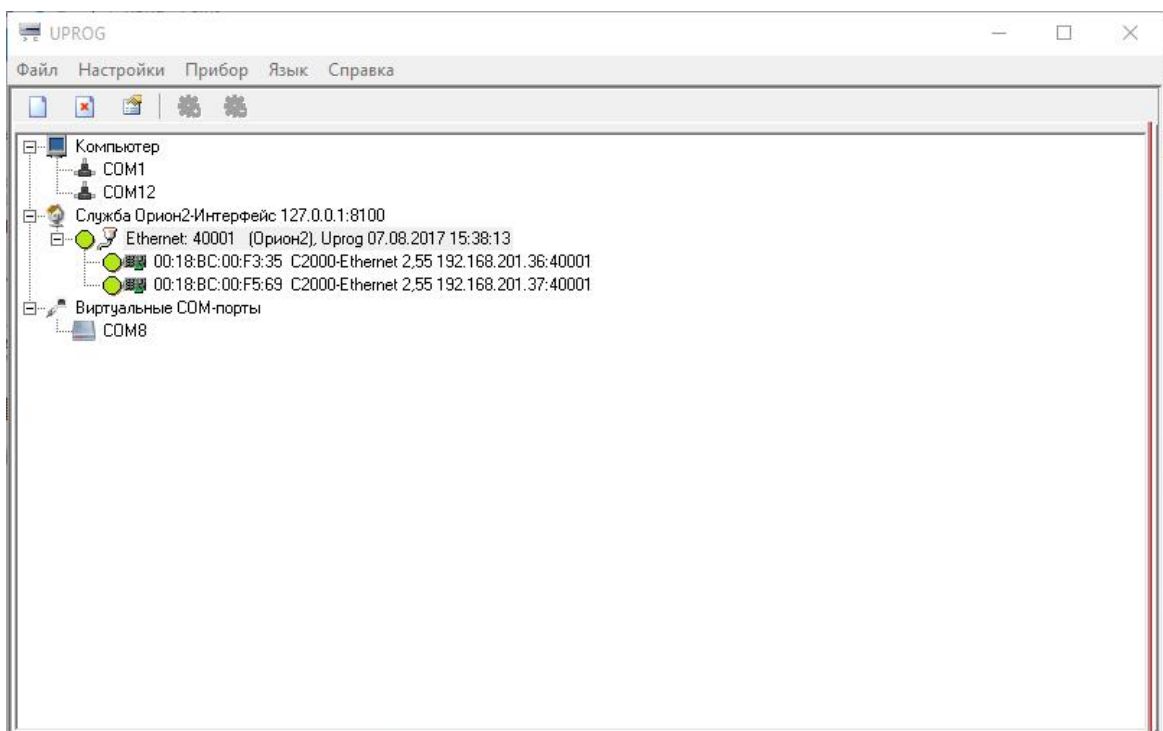 UPROG
Файл Настройки Прибор Язык Справка
Компьютер
COM1
COM12
Служба Орион2-Интерфейс 127.0.0.1:8100
Ethernet: 40001 (Орион2), Uprog 07.08.2017 15:38:13
00:18:BC:00:F3:35 C2000-Ethernet 2,55 192.168.201.36:40001
00:18:BC:00:F5:69 C2000-Ethernet 2,55 192.168.201.37:40001
Виртуальные COM-порты
COM8